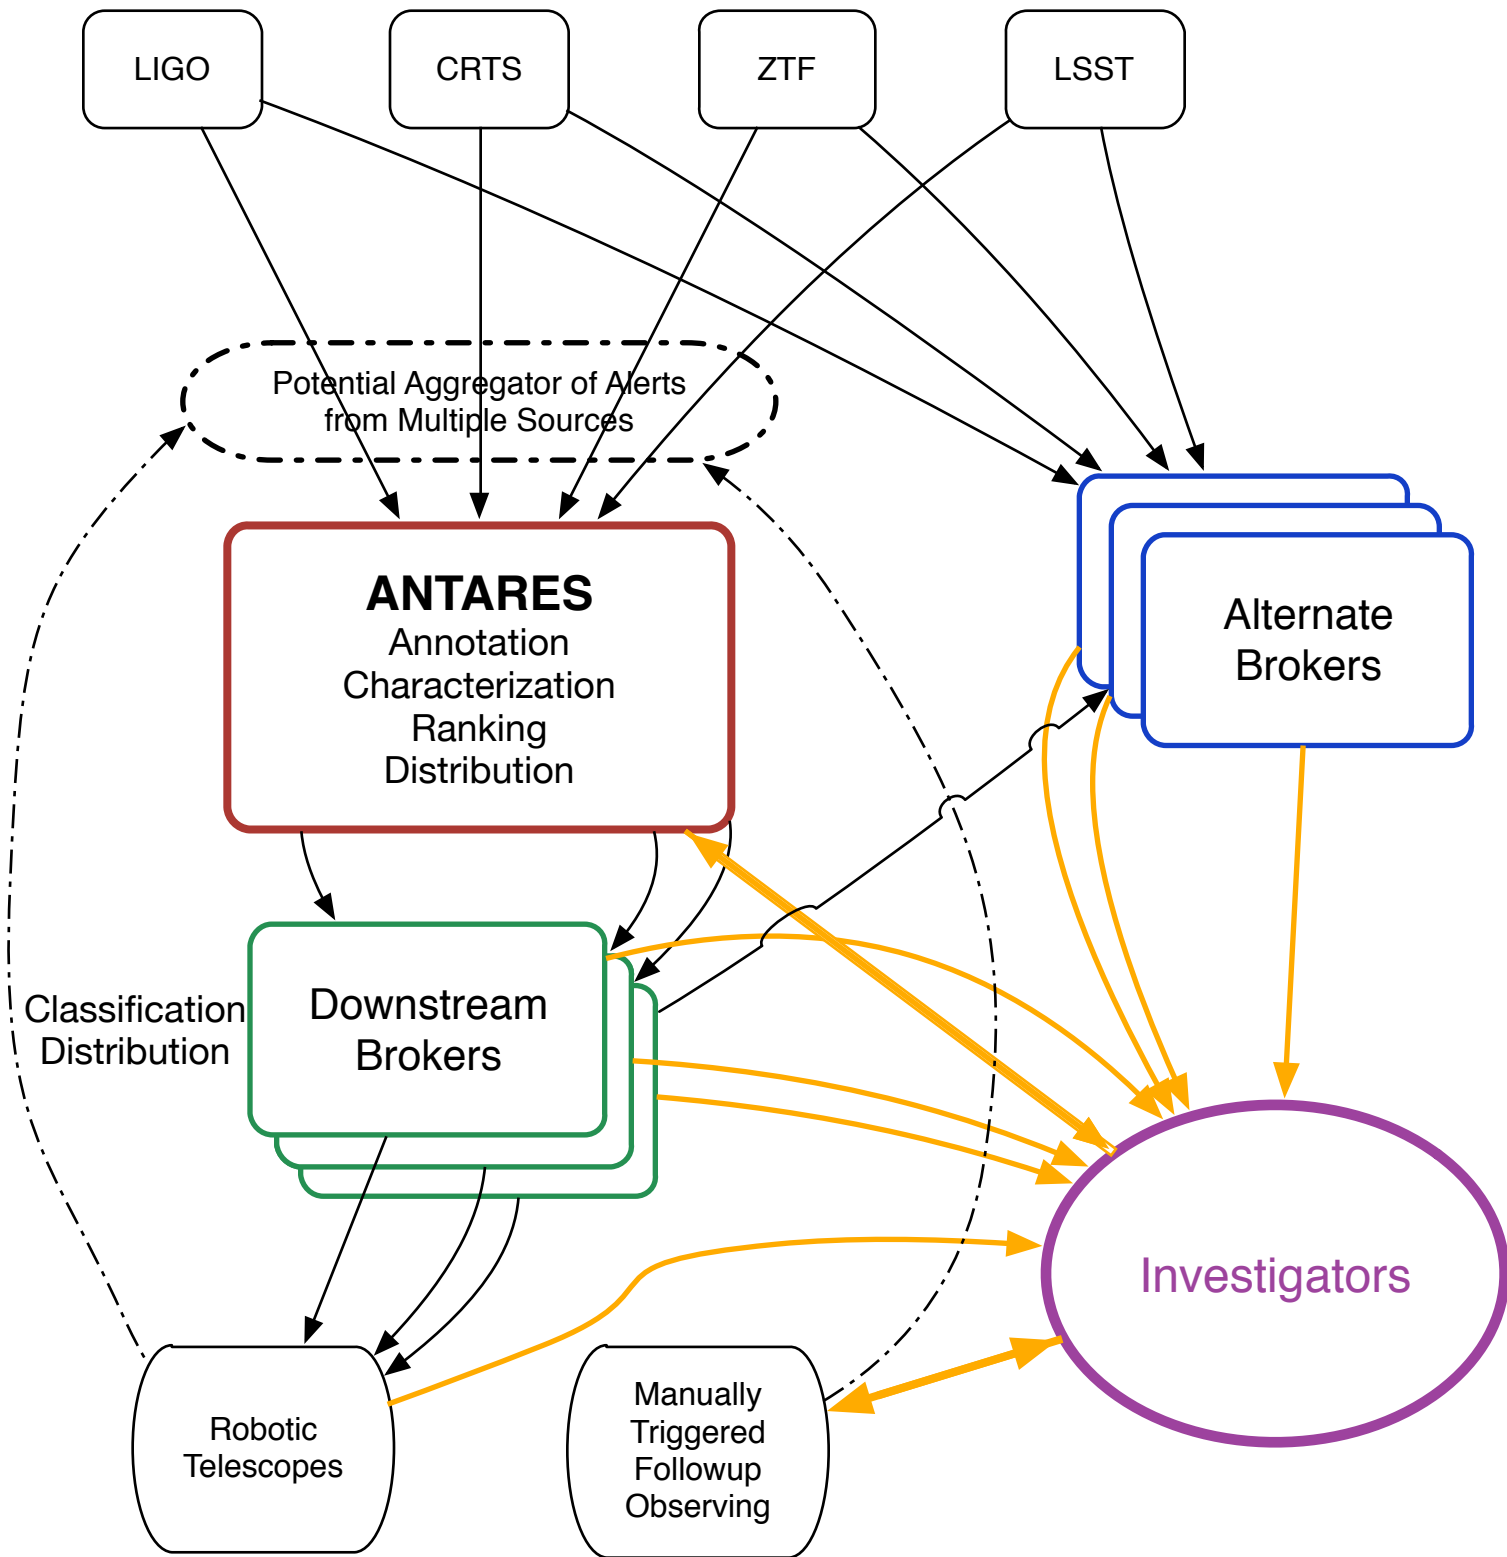 LIGO
CRTS
ZTF
LSST
Potential Aggregator of Alerts
from Multiple Sources
ANTARES
Annotation
Characterization
Ranking
Distribution
Alternate
Brokers
Classification
Distribution
Downstream
Brokers
Investigators
Robotic
Telescopes
Manually
Triggered
Followup
Observing